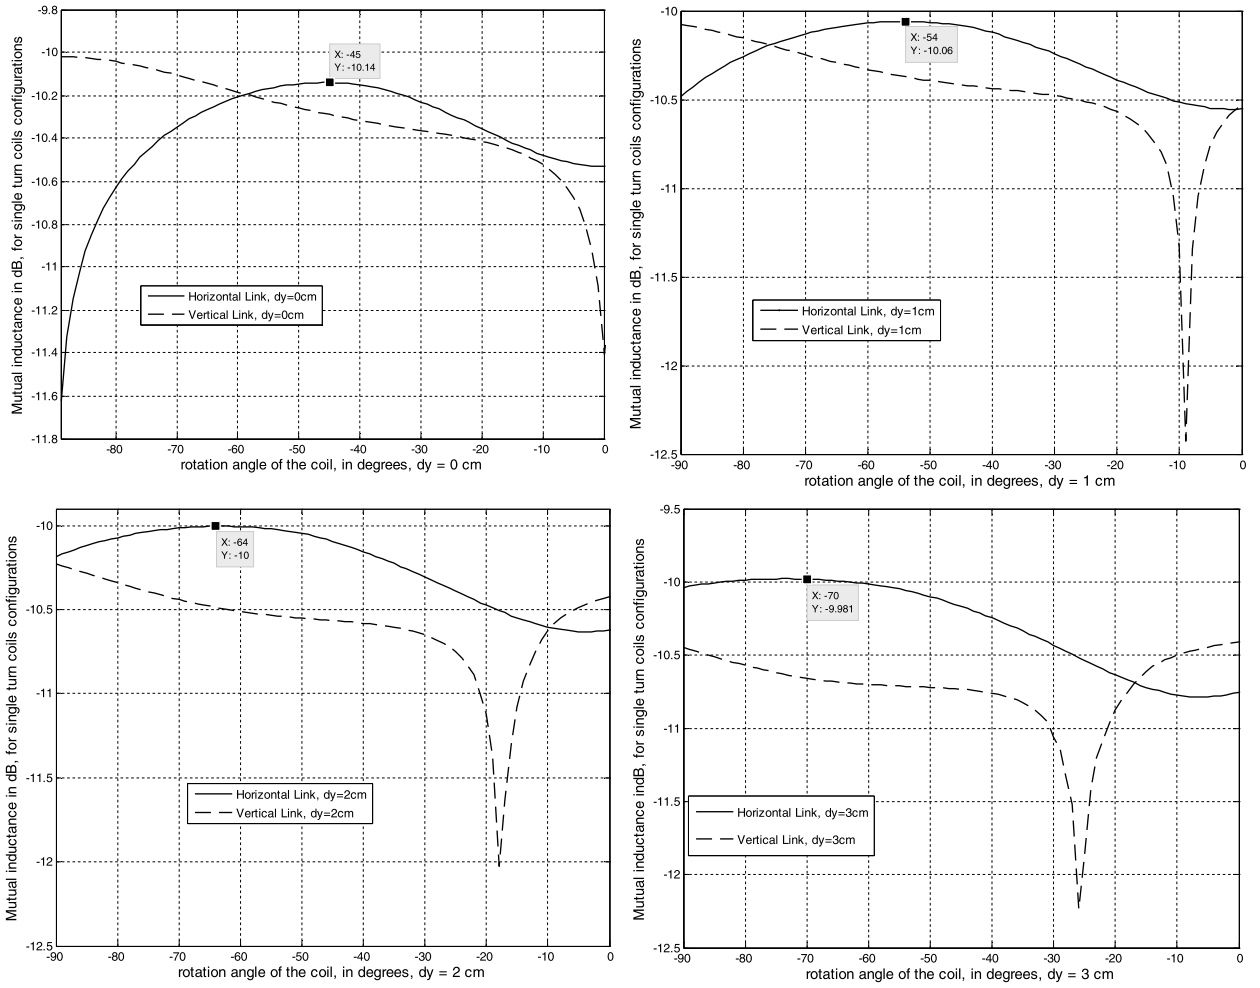 -9.8
-10
-10.2
-10.4
-10.6
-10.8
-11
-11.2
-11.4
-11.6
-11.8
Mutual inductance in dB, for single turn coils configurations
X: -45
Y: -10.14
Horizontal Link, dy=0cm
Vertical Link, dy=0cm
-80
-70
-60
-50
-40
-30
-20
-10
0
rotation angle of the coil, in degrees, dy = 0 cm
-10
-10.5
-11
-11.5
-12
-12.5
Mutual inductance in dB, for single turn coils configurations
X: -54
Y: -10.06
Horizontal Link, dy=1cm
Vertical Link, dy=1cm
-90
-80
-70
-60
-50
-40
-30
-20
-10
0
rotation angle of the coil, in degrees, dy = 1 cm
-10
-10.5
-11
-11.5
-12
-12.5
Mutual inductance in dB, for single turn coils configurations
X: -64
Y: -10
Horizontal Link, dy=2cm
Vertical Link, dy=2cm
-90
-80
-70
-60
-50
-40
-30
-20
-10
0
rotation angle of the coil, in degrees, dy = 2 cm
-9.5
-10
-10.5
-11
-11.5
-12
-12.5
Mutual inductance indB, for single turn coils configurations
X: -70
Y: -9.981
Horizontal Link, dy=3cm
Vertical Link, dy=3cm
-90
-80
-70
-60
-50
-40
-30
-20
-10
0
rotation angle of the coil, in degrees, dy = 3 cm